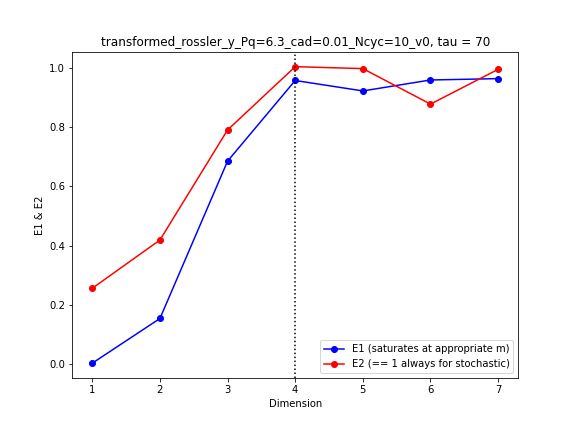 transformed_rossler_y_Pq=6.3_cad=0.01_Ncyc=10_v0, tau = 70
1.0
0.8
0.6
0.4
0.2
0.0
E1 & E2
E1 (saturates at appropriate m)
E2 (== 1 always for stochastic)
1 2 3 4 5 6 7
Dimension